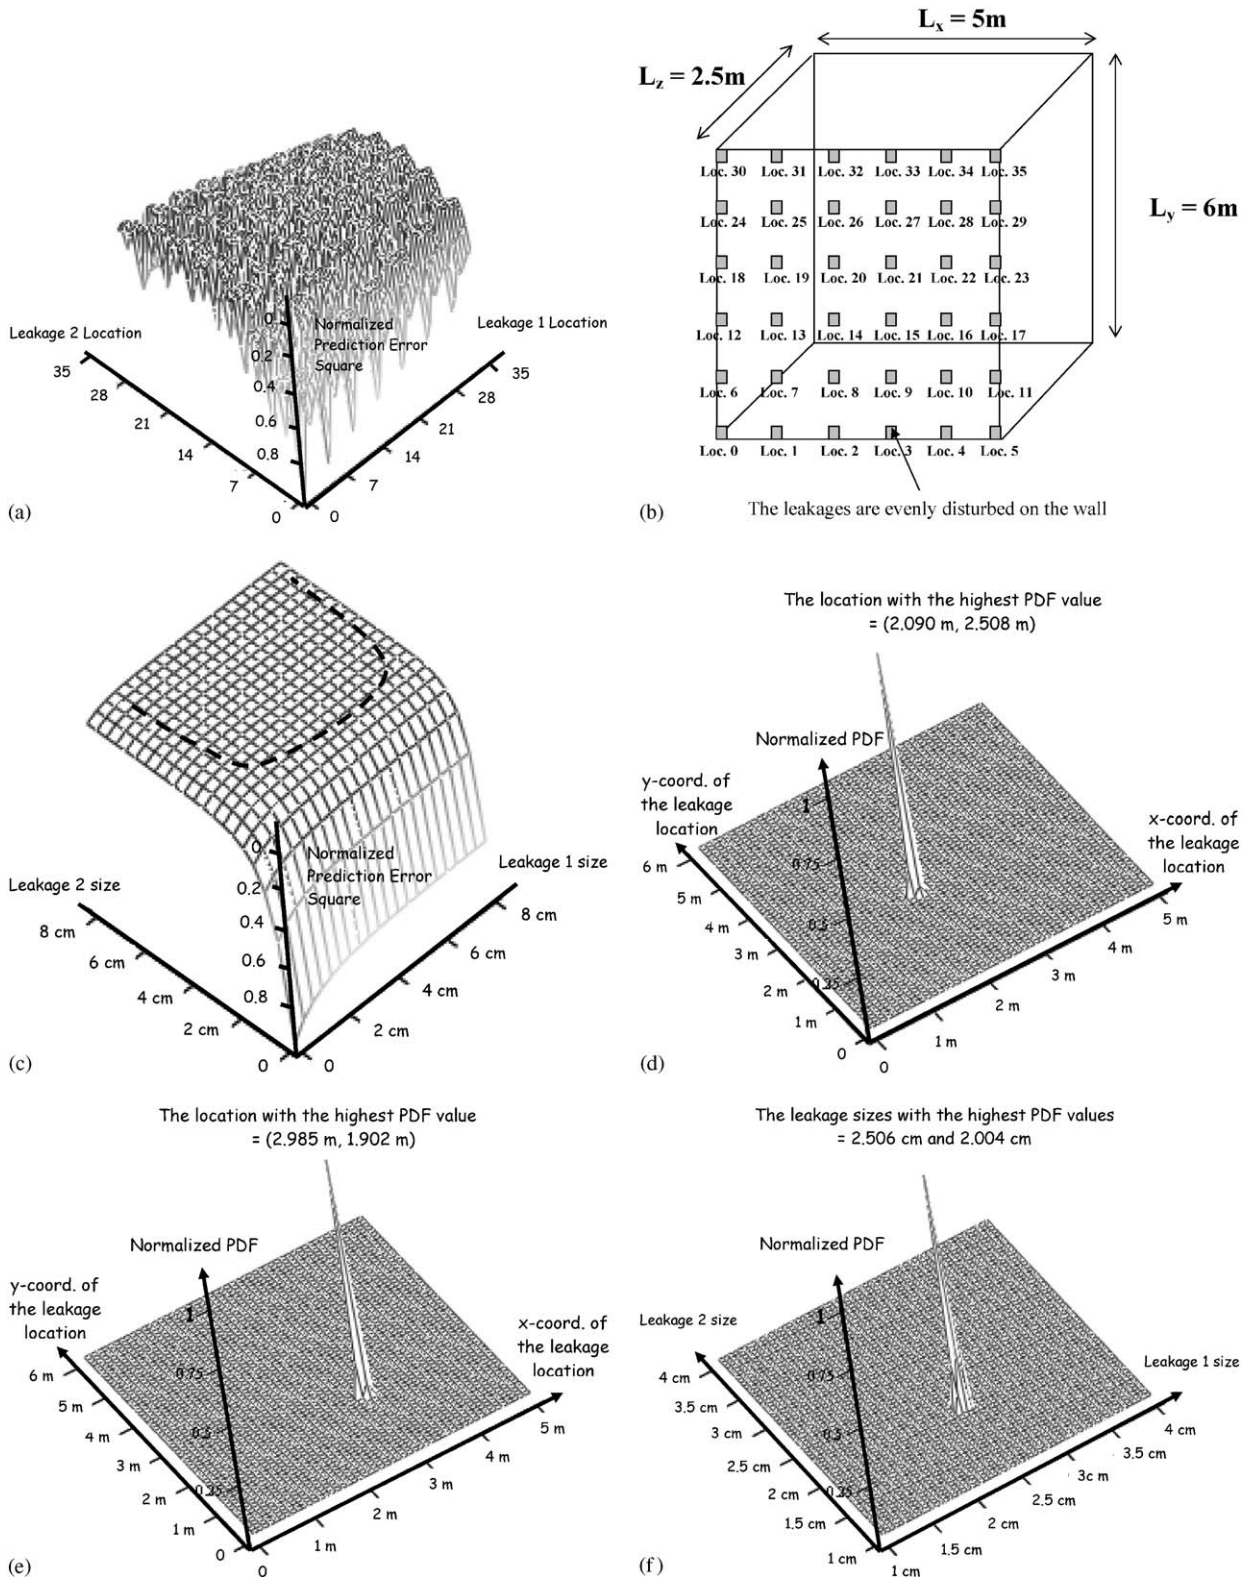 Leakage 2 Location
Leakage 1 Location
Normalized
Prediction Error
Square
0
0.2
0.4
0.6
0.8
35
28
21
14
7
0
0
7
14
21
28
35
(a)
Lx = 5m
Lz = 2.5m
Ly = 6m
Loc. 30 Loc. 31 Loc. 32 Loc. 33 Loc. 34 Loc. 35
Loc. 24 Loc. 25 Loc. 26 Loc. 27 Loc. 28 Loc. 29
Loc. 18 Loc. 19 Loc. 20 Loc. 21 Loc. 22 Loc. 23
Loc. 12 Loc. 13 Loc. 14 Loc. 15 Loc. 16 Loc. 17
Loc. 6 Loc. 7 Loc. 8 Loc. 9 Loc. 10 Loc. 11
Loc. 0 Loc. 1 Loc. 2 Loc. 3 Loc. 4 Loc. 5
The leakages are evenly disturbed on the wall
(b)
Leakage 2 size
Leakage 1 size
Normalized
Prediction Error
Square
0
0.2
0.4
0.6
0.8
8 cm
6 cm
4 cm
2 cm
0
0
2 cm
4 cm
6 cm
8 cm
(c)
The location with the highest PDF value
= (2.090 m, 2.508 m)
Normalized PDF
y-coord. of
the leakage
location
x-coord. of
the leakage
location
1
0.75
0.5
0.25
6 m
5 m
4 m
3 m
2 m
1 m
0
0
1 m
2 m
3 m
4 m
5 m
(d)
The location with the highest PDF value
= (2.985 m, 1.902 m)
Normalized PDF
y-coord. of
the leakage
location
x-coord. of
the leakage
location
1
0.75
0.5
0.25
6 m
5 m
4 m
3 m
2 m
1 m
0
0
1 m
2 m
3 m
4 m
5 m
(e)
The leakage sizes with the highest PDF values
= 2.506 cm and 2.004 cm
Normalized PDF
Leakage 2 size
Leakage 1 size
1
0.75
0.5
0.25
4 cm
3.5 cm
3 cm
2.5 cm
2 cm
1.5 cm
1 cm
1 cm
1.5 cm
2 cm
2.5 cm
3c m
3.5 cm
4 cm
(f)